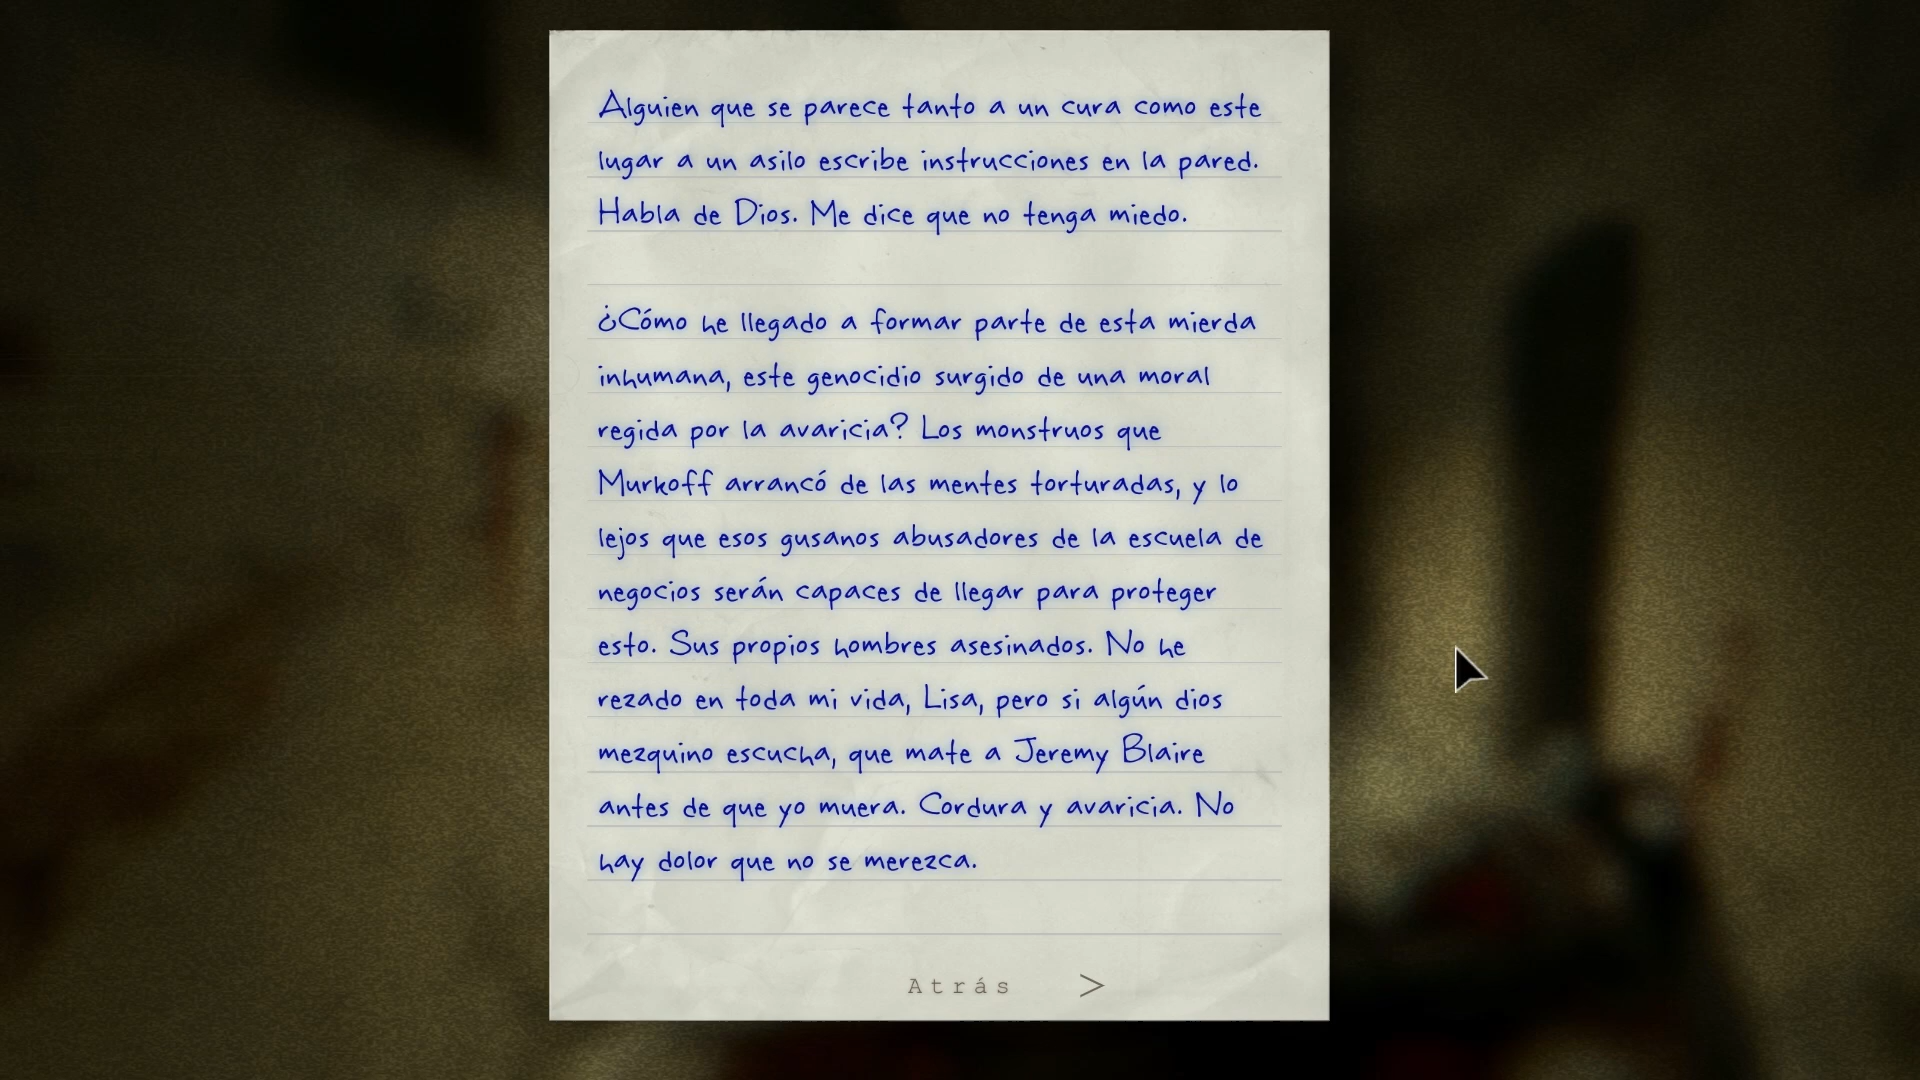 Alguien que se parece tanto a un cura como este
lugar a un asilo escribe instrucciones en la pared.
Habla de Dios. Me dice que no tenga miedo.
¿Cómo he llegado a formar parte de esta mierda
inhumana, este genocidio surgido de una moral
regida por la avaricia? Los monstruos que
Murkoff arrancó de las mentes torturadas, y lo
lejos que esos gusanos abusadores de la escuela de
negocios serán capaces de llegar para proteger
esto. Sus propios hombres asesinados. No he
rezado en toda mi vida, Lisa, pero si algún dios
mezquino escucha, que mate a Jeremy Blaire
antes de que yo muera. Cordura y avaricia. No
hay dolor que no se merezca.
Atrás >